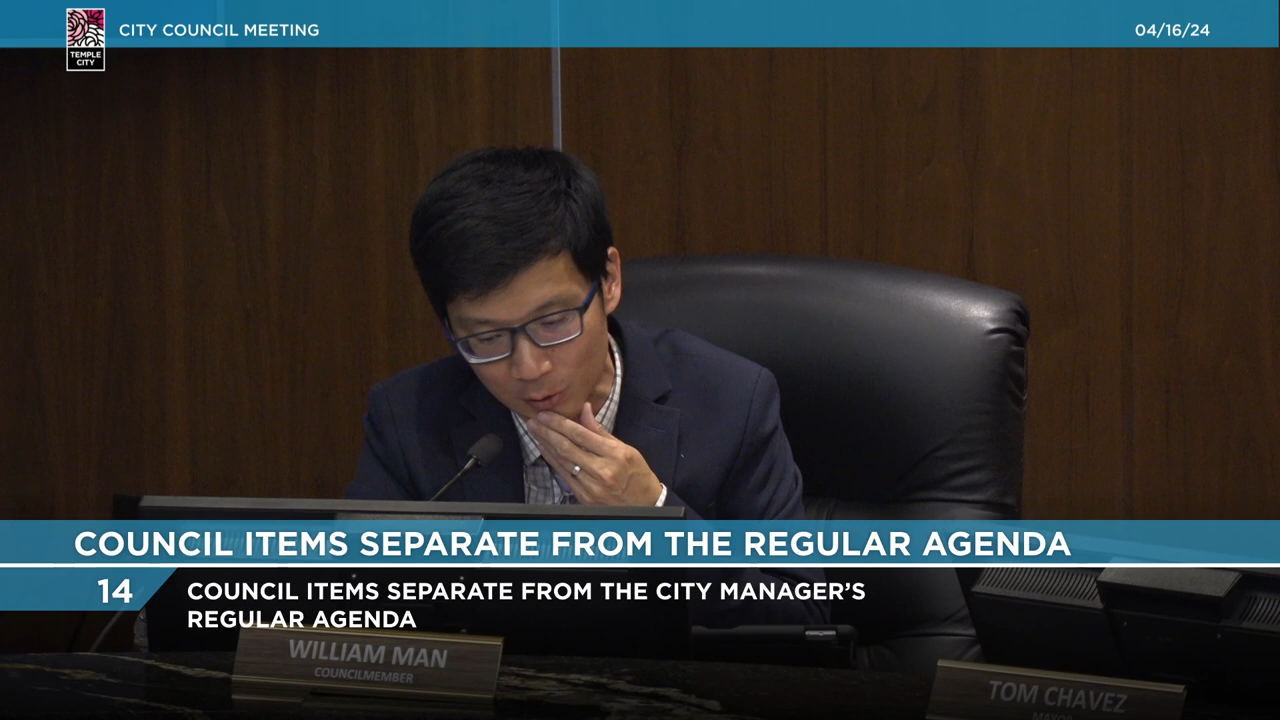 CITY COUNCIL MEETING
04/16/24
TEMPLE
CITY
COUNCIL ITEMS SEPARATE FROM THE REGULAR AGENDA
14
COUNCIL ITEMS SEPARATE FROM THE CITY MANAGER’S
REGULAR AGENDA
WILLIAM MAN
COUNCILMEMBER
TOM CHAVEZ
MAYOR